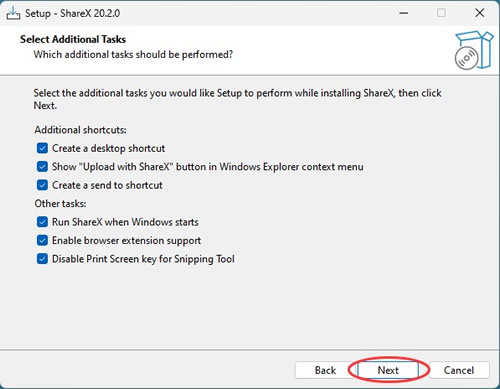 Setup - ShareX 20.2.0
Select Additional Tasks
Which additional tasks should be performed?
Select the additional tasks you would like Setup to perform while installing ShareX, then click
Next.
Additional shortcuts:
Create a desktop shortcut
Show "Upload with ShareX" button in Windows Explorer context menu
Create a send to shortcut
Other tasks:
Run ShareX when Windows starts
Enable browser extension support
Disable Print Screen key for Snipping Tool
Back Next Cancel